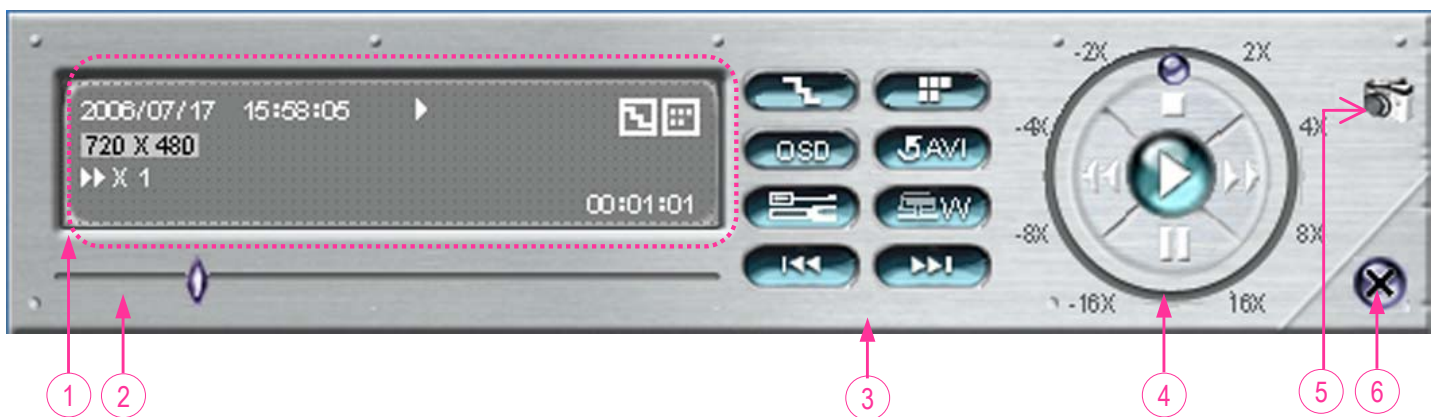 2006/07/17 15:58:05
720 X 480
X 1
00:01:01
OSD
AVI
W
-2X 2X
-4X 4X
-8X 8X
-16X 16X
1 2 3 4 5 6